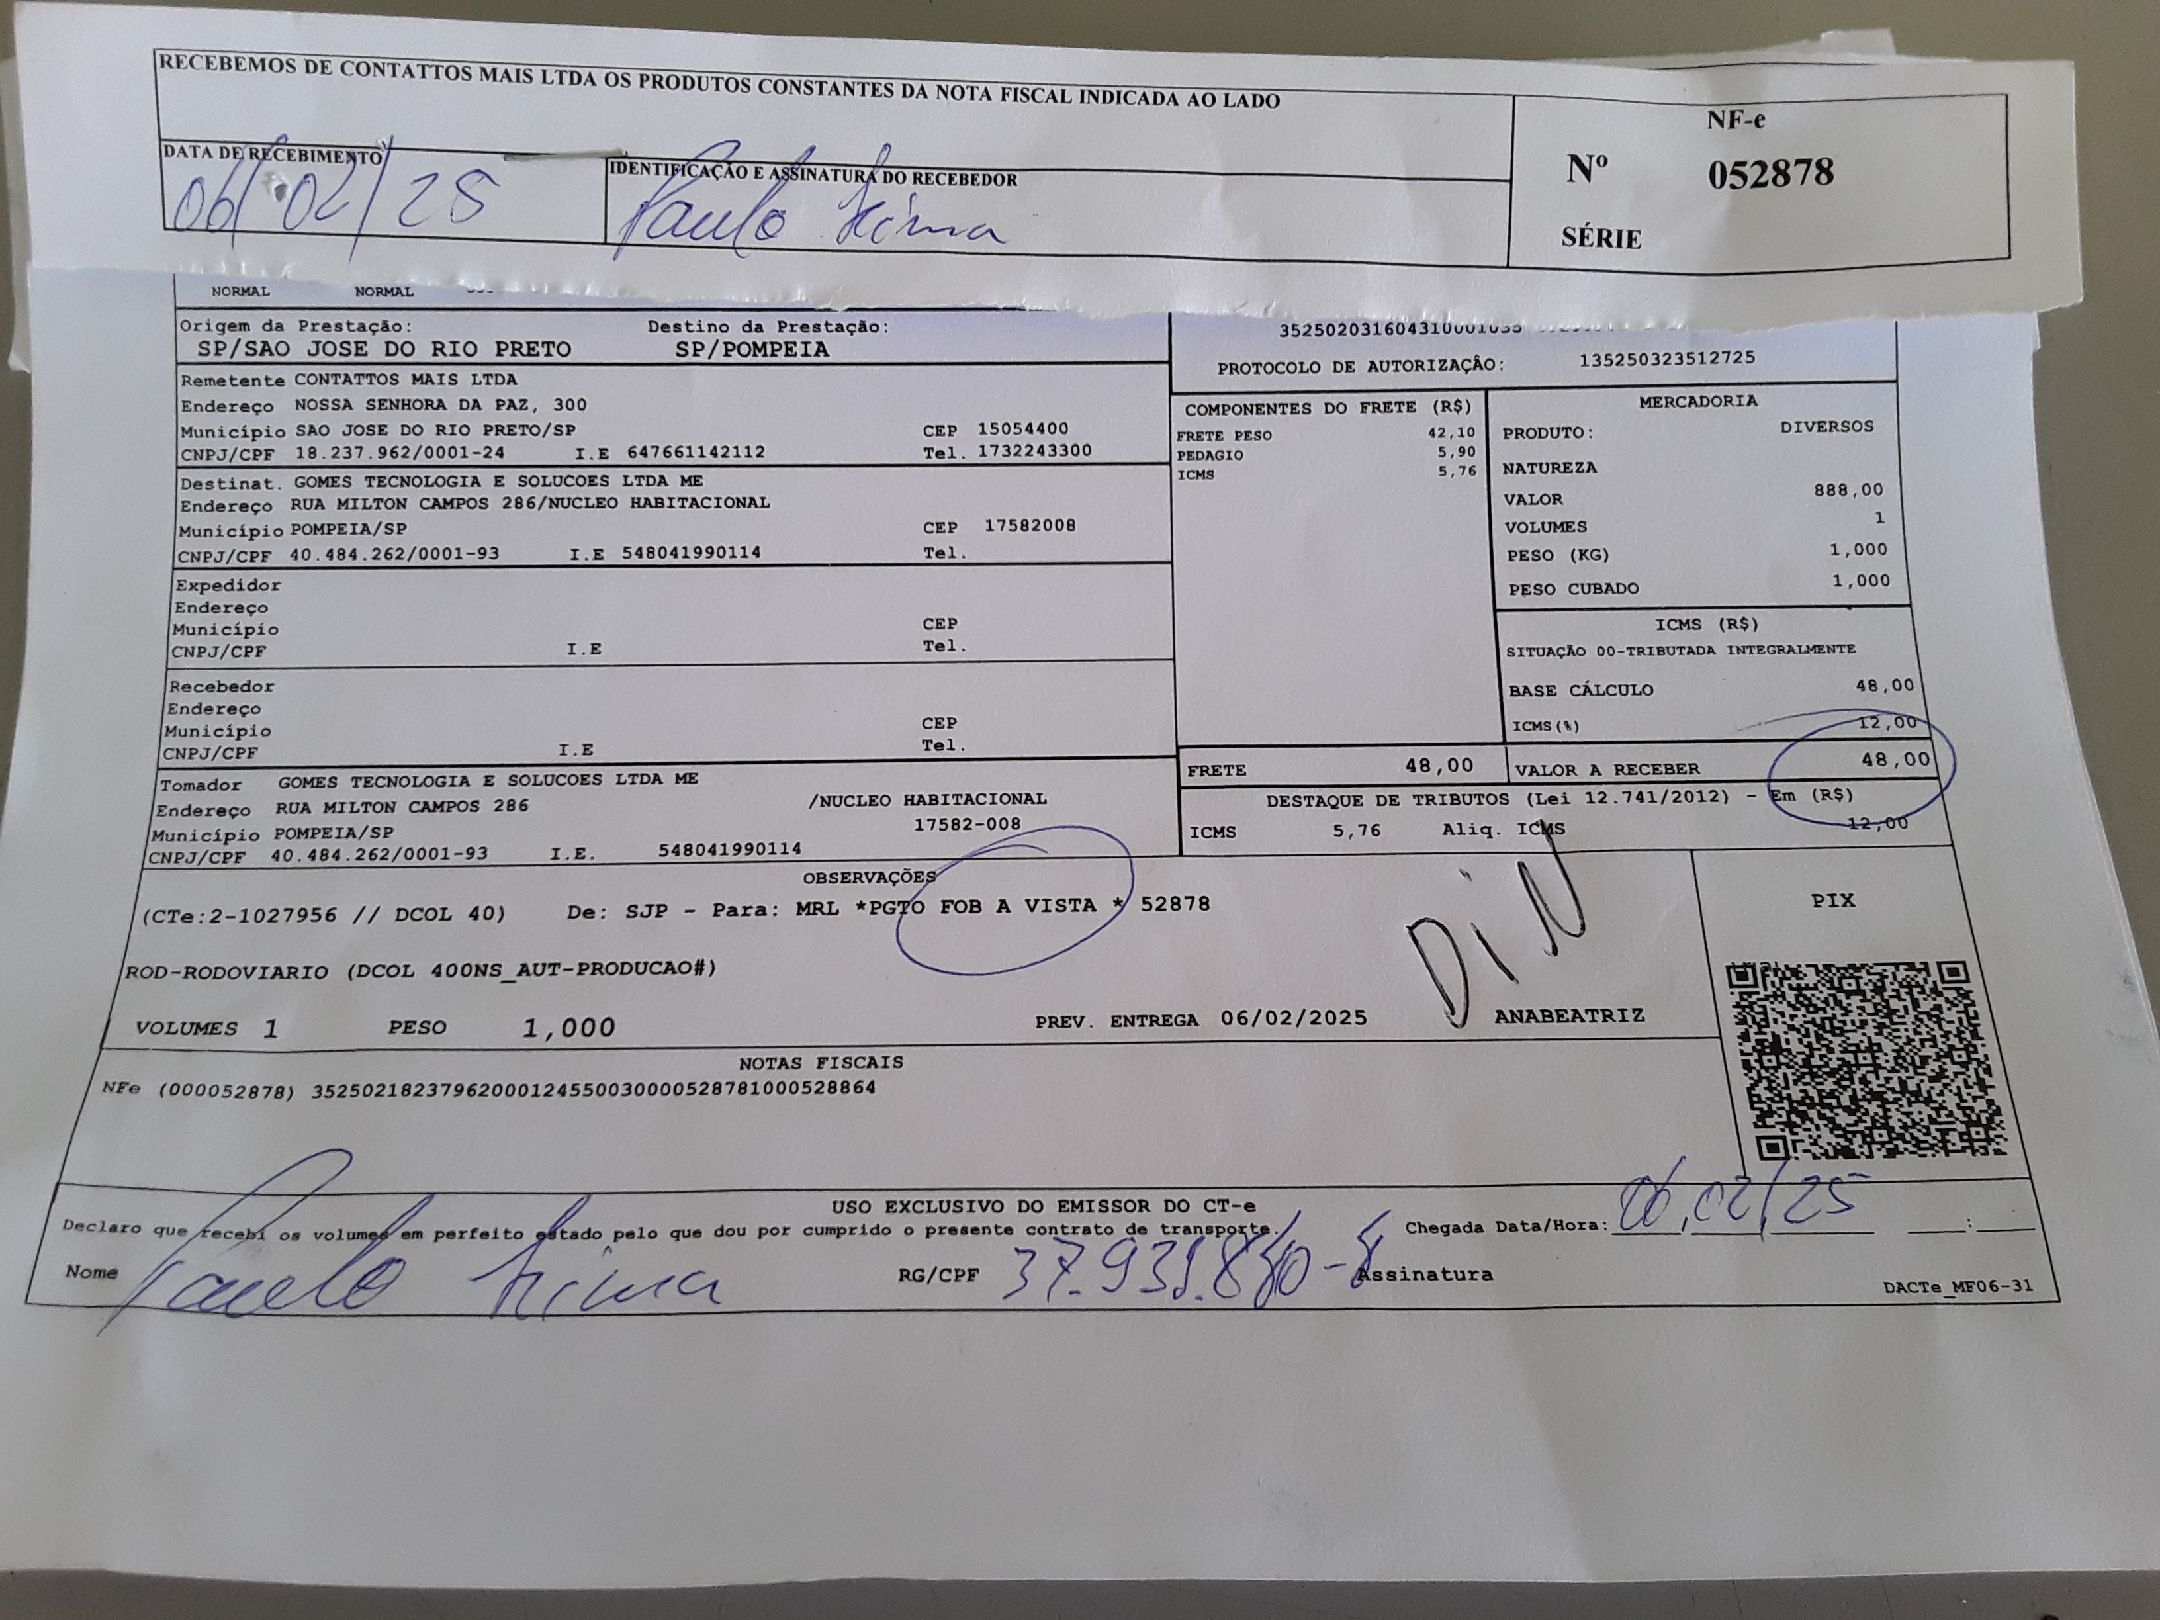 RECEBEMOS DE CONTATTOS MAIS LTDA OS PRODUTOS CONSTANTES DA NOTA FISCAL INDICADA AO LADO
DATA DE RECEBIMENTO
06/02/25
IDENTIFICAÇÃO E ASSINATURA DO RECEBEDOR
Paulo
NF-e
Nº 052878
SÉRIE
NORMAL NORMAL
Origem da Prestação: Destino da Prestação:
SP/SAO JOSE DO RIO PRETO SP/POMPEIA
PROTOCOLO DE AUTORIZAÇÂO: 135250323512725
Remetente CONTATTOS MAIS LTDA
Endereço NOSSA SENHORA DA PAZ, 300
Município SAO JOSE DO RIO PRETO/SP CEP 15054400
CNPJ/CPF 18.237.962/0001-24 I.E 647661142112 Tel. 1732243300
Destinat. GOMES TECNOLOGIA E SOLUCOES LTDA ME
Endereço RUA MILTON CAMPOS 286/NUCLEO HABITACIONAL
Município POMPEIA/SP CEP 17582008
CNPJ/CPF 40.484.262/0001-93 I.E 548041990114 Tel.
Expedidor
Endereço
Município CEP
CNPJ/CPF I.E Tel.
Recebedor
Endereço
Município CEP
CNPJ/CPF I.E Tel.
Tomador GOMES TECNOLOGIA E SOLUCOES LTDA ME
Endereço RUA MILTON CAMPOS 286 /NUCLEO HABITACIONAL
Município POMPEIA/SP 17582-008
CNPJ/CPF 40.484.262/0001-93 I.E. 548041990114
COMPONENTES DO FRETE (R$)
FRETE PESO 42,10
PEDAGIO 5,90
ICMS 5,76
MERCADORIA
PRODUTO: DIVERSOS
NATUREZA
VALOR 888,00
VOLUMES 1
PESO (KG) 1,000
PESO CUBADO 1,000
ICMS (R$)
SITUAÇÃO 00-TRIBUTADA INTEGRALMENTE
BASE CÁLCULO 48,00
ICMS(%) 12,00
FRETE 48,00 VALOR A RECEBER 48,00
DESTAQUE DE TRIBUTOS (Lei 12.741/2012) - Em (R$)
ICMS 5,76 Aliq. ICMS 12,00
OBSERVAÇÕES
(CTe:2-1027956 // DCOL 40) De: SJP - Para: MRL *PGTO FOB A VISTA * 52878
DiN
PIX
ROD-RODOVIARIO (DCOL 400NS_AUT-PRODUCAO#)
VOLUMES 1 PESO 1,000 PREV. ENTREGA 06/02/2025 ANABEATRIZ
NOTAS FISCAIS
NFe (000052878) 35250218237962000124550030000528781000528864
USO EXCLUSIVO DO EMISSOR DO CT-e
Declaro que recebi os volumes em perfeito estado pelo que dou por cumprido o presente contrato de transporte. Chegada Data/Hora: 06/02/25 :
Nome Paulo RG/CPF Assinatura
DACTe_MF06-31